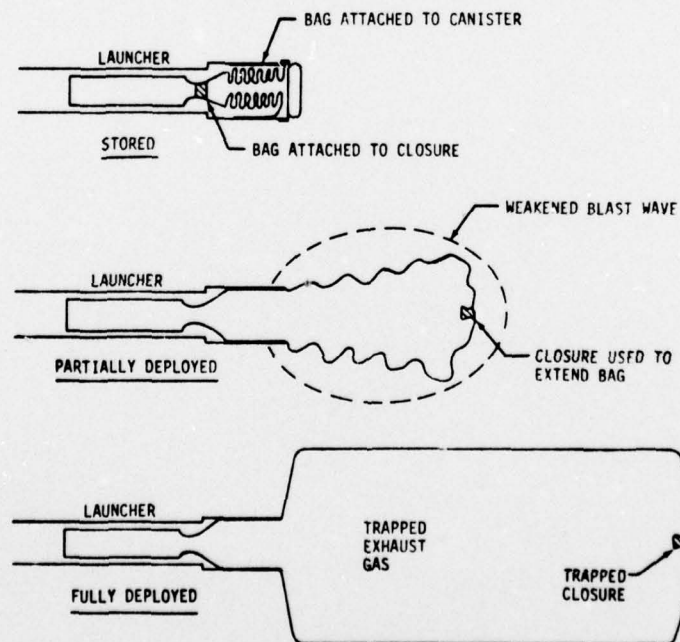 BAG ATTACHED TO CANISTER
LAUNCHER
STORED
BAG ATTACHED TO CLOSURE
WEAKENED BLAST WAVE
LAUNCHER
CLOSURE USED TO
EXTEND BAG
PARTIALLY DEPLOYED
LAUNCHER
TRAPPED
EXHAUST
GAS
TRAPPED
CLOSURE
FULLY DEPLOYED